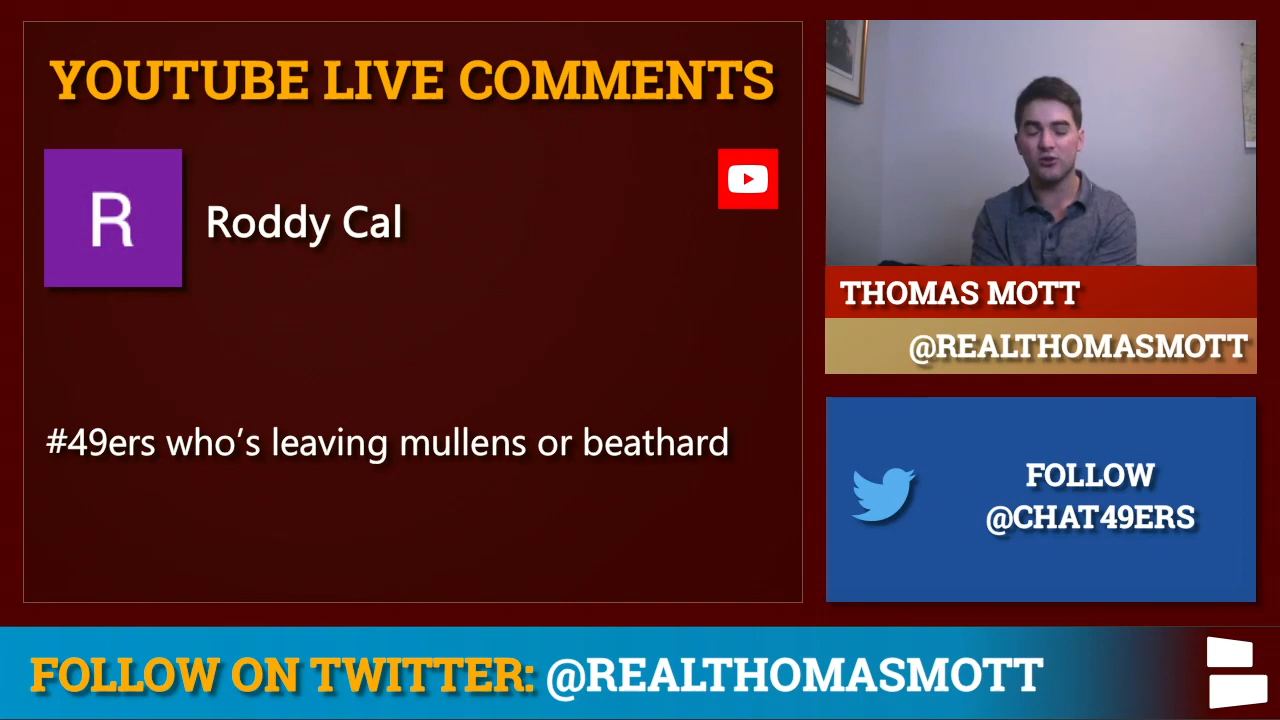 YOUTUBE LIVE COMMENTS
R
Roddy Cal
#49ers who's leaving mullens or beathard
THOMAS MOTT
@REALTHOMASMOTT
FOLLOW
@CHAT49ERS
FOLLOW ON TWITTER: @REALTHOMASMOTT